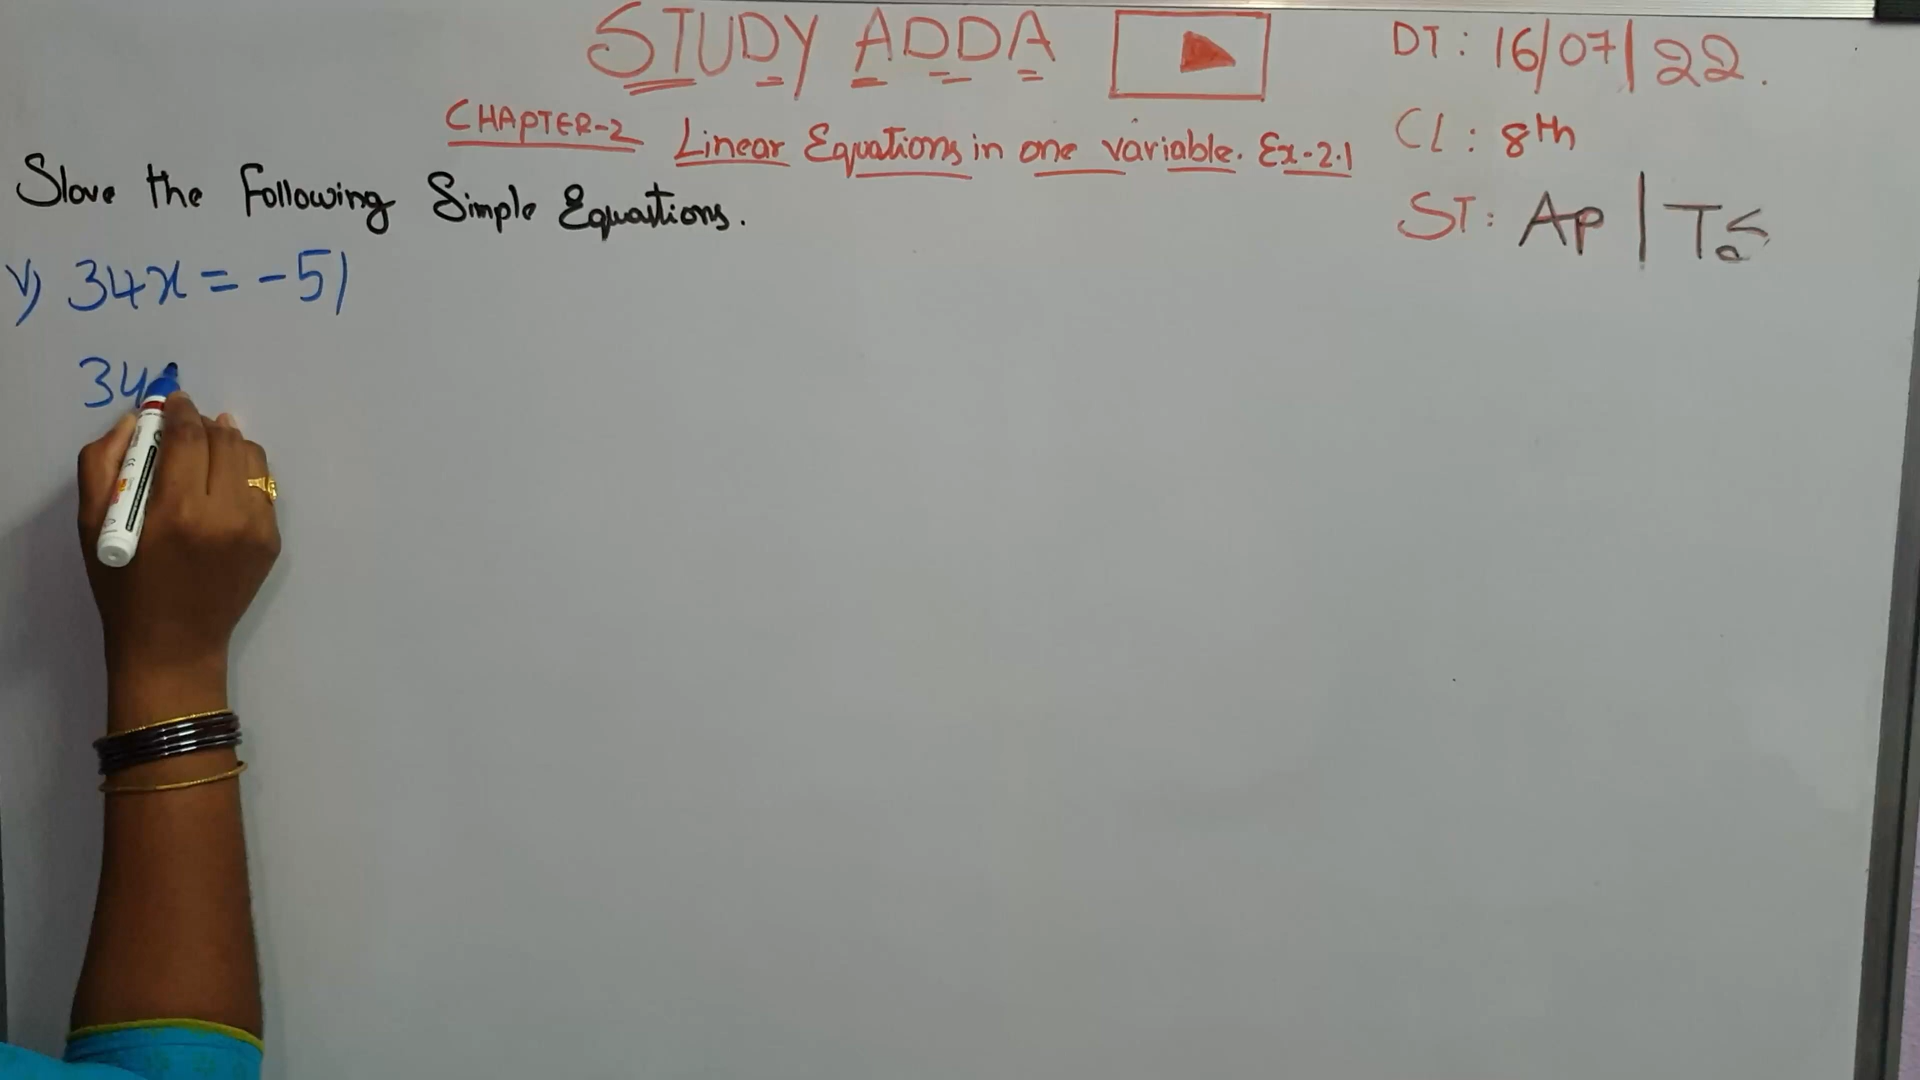 STUDY ADDA
DT: 16/07/22.
CHAPTER-2 Linear Equations in one variable. Ex-2.1
CL: 8th
Slove the Following Simple Equations.
ST: AP | TS
v) 34x = -51
34